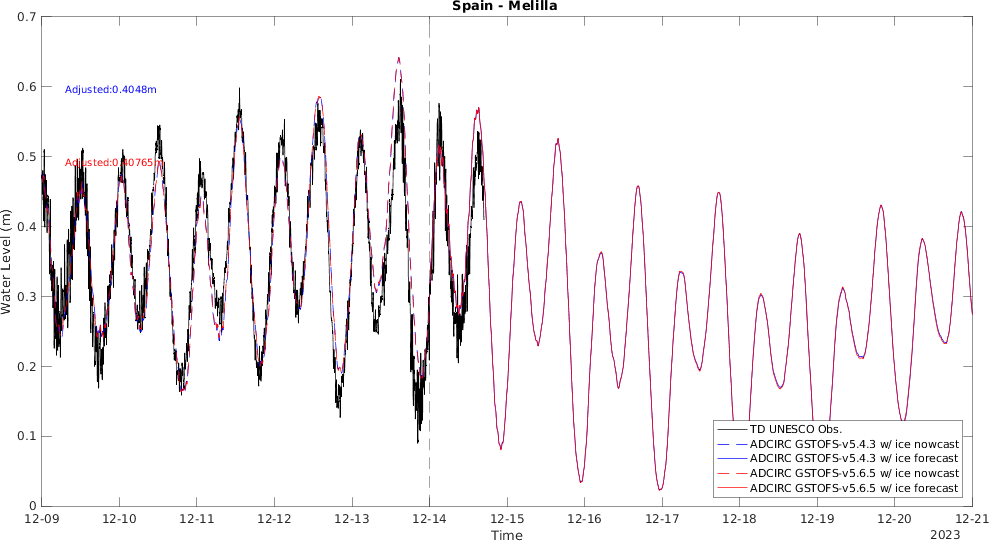 Spain - Melilla
0.7
0.6
0.5
0.4
0.3
0.2
0.1
0
Water Level (m)
Adjusted:0.4048m
Adjusted:0.40765
TD UNESCO Obs.
ADCIRC GSTOFS-v5.4.3 w/ ice nowcast
ADCIRC GSTOFS-v5.4.3 w/ ice forecast
ADCIRC GSTOFS-v5.6.5 w/ ice nowcast
ADCIRC GSTOFS-v5.6.5 w/ ice forecast
12-09 12-10 12-11 12-12 12-13 12-14 12-15 12-16 12-17 12-18 12-19 12-20 12-21
Time
2023